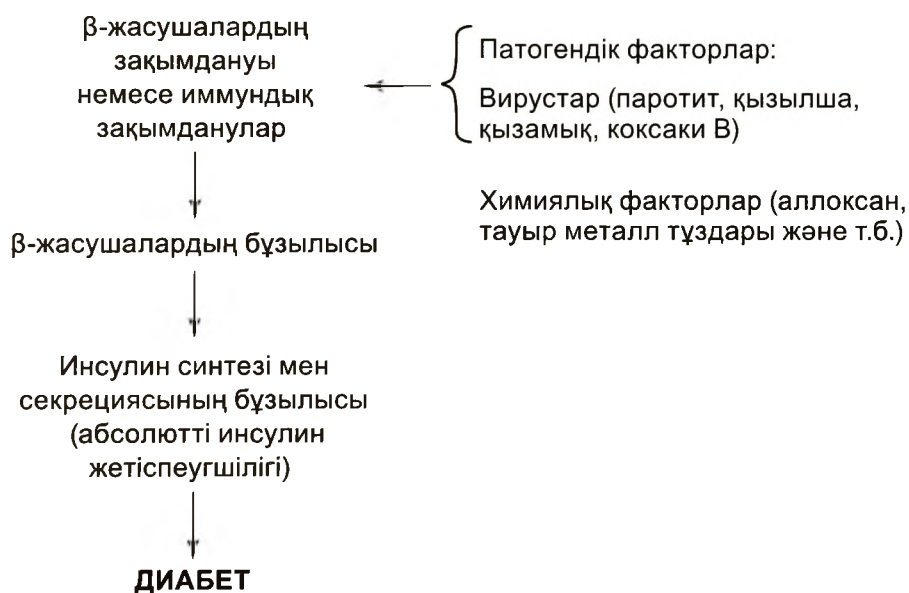 β-жасушалардың
зақымдануы
немесе иммундық
зақымданулар
Патогендік факторлар:
Вирустар (паротит, қызылша,
қызамық, коксаки В)
Химиялық факторлар (аллоксан,
тауыр металл тұздары және т.б.)
β-жасушалардың бұзылысы
Инсулин синтезі мен
секрециясының бұзылысы
(абсолютті инсулин
жетіспеугшілігі)
ДИАБЕТ